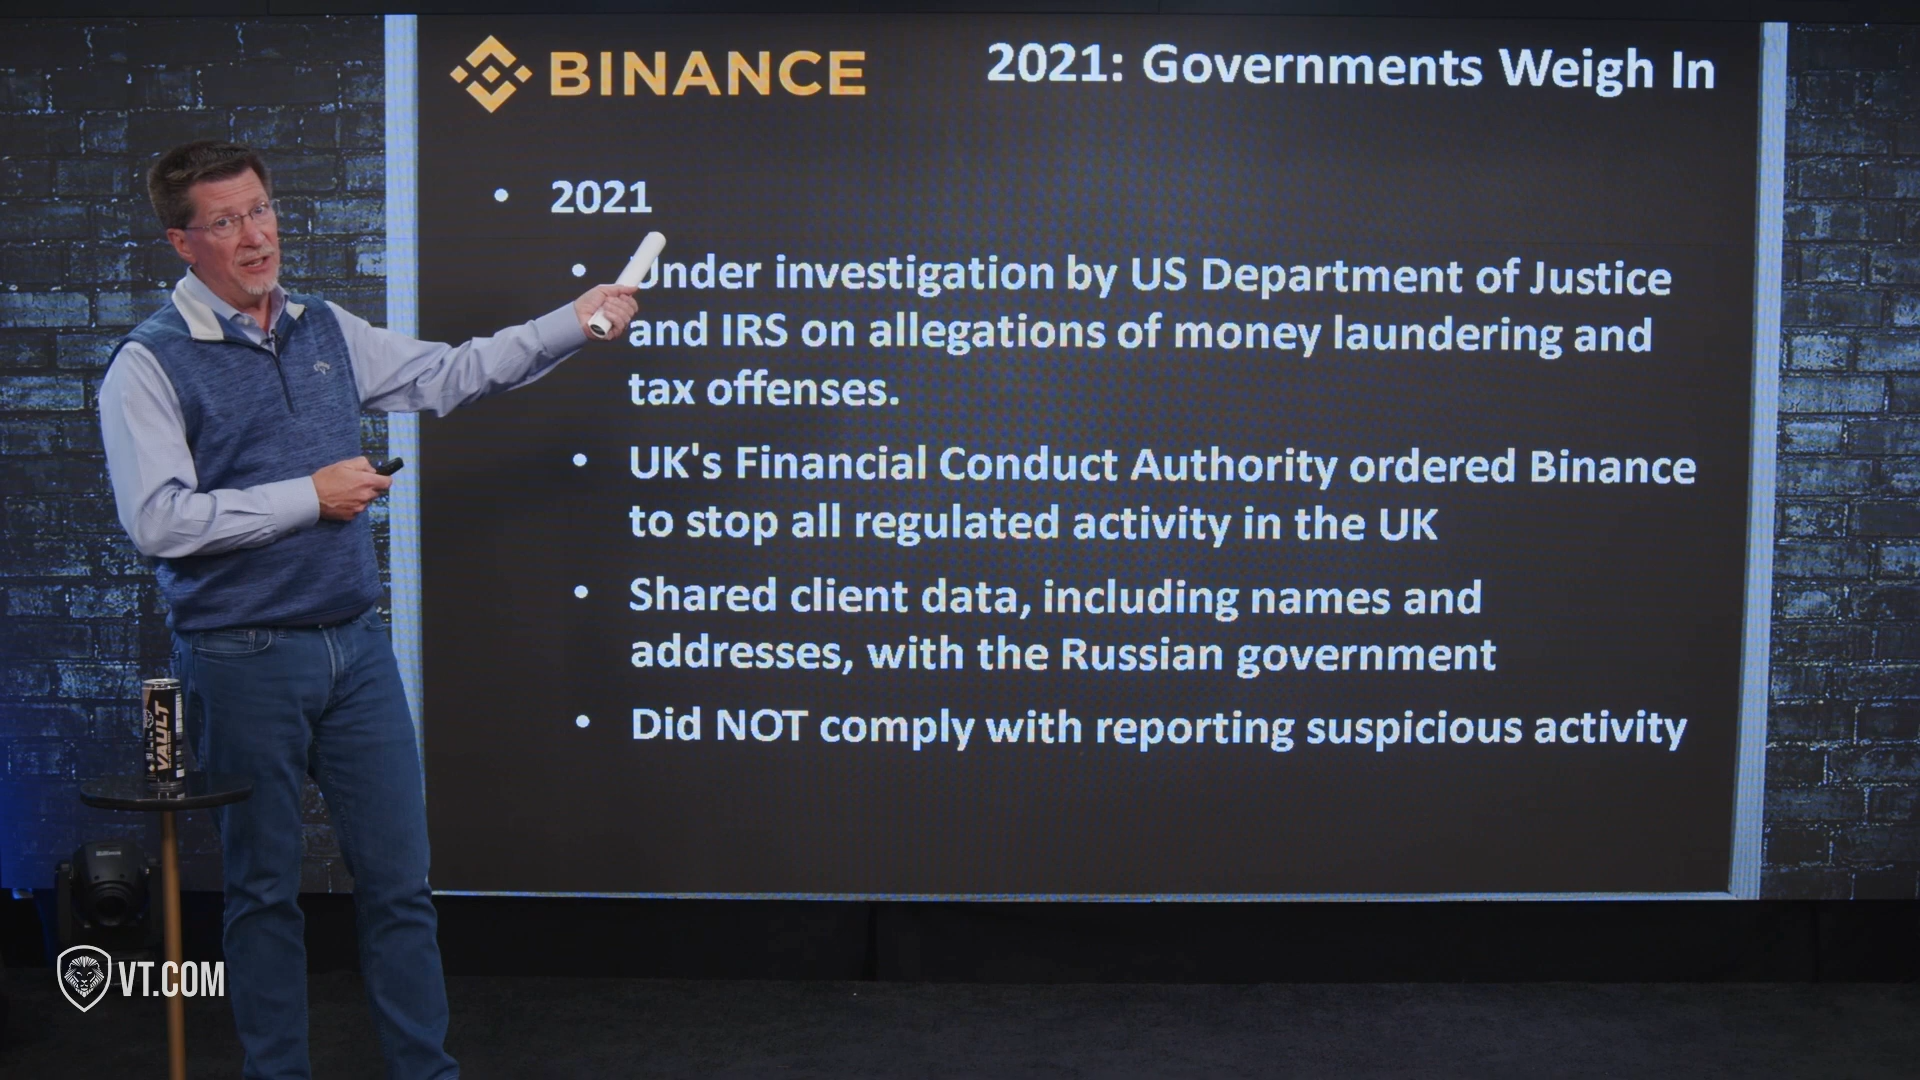 BINANCE
2021: Governments Weigh In
• 2021
• Under investigation by US Department of Justice
and IRS on allegations of money laundering and
tax offenses.
• UK's Financial Conduct Authority ordered Binance
to stop all regulated activity in the UK
• Shared client data, including names and
addresses, with the Russian government
• Did NOT comply with reporting suspicious activity
VAULT
VT.COM